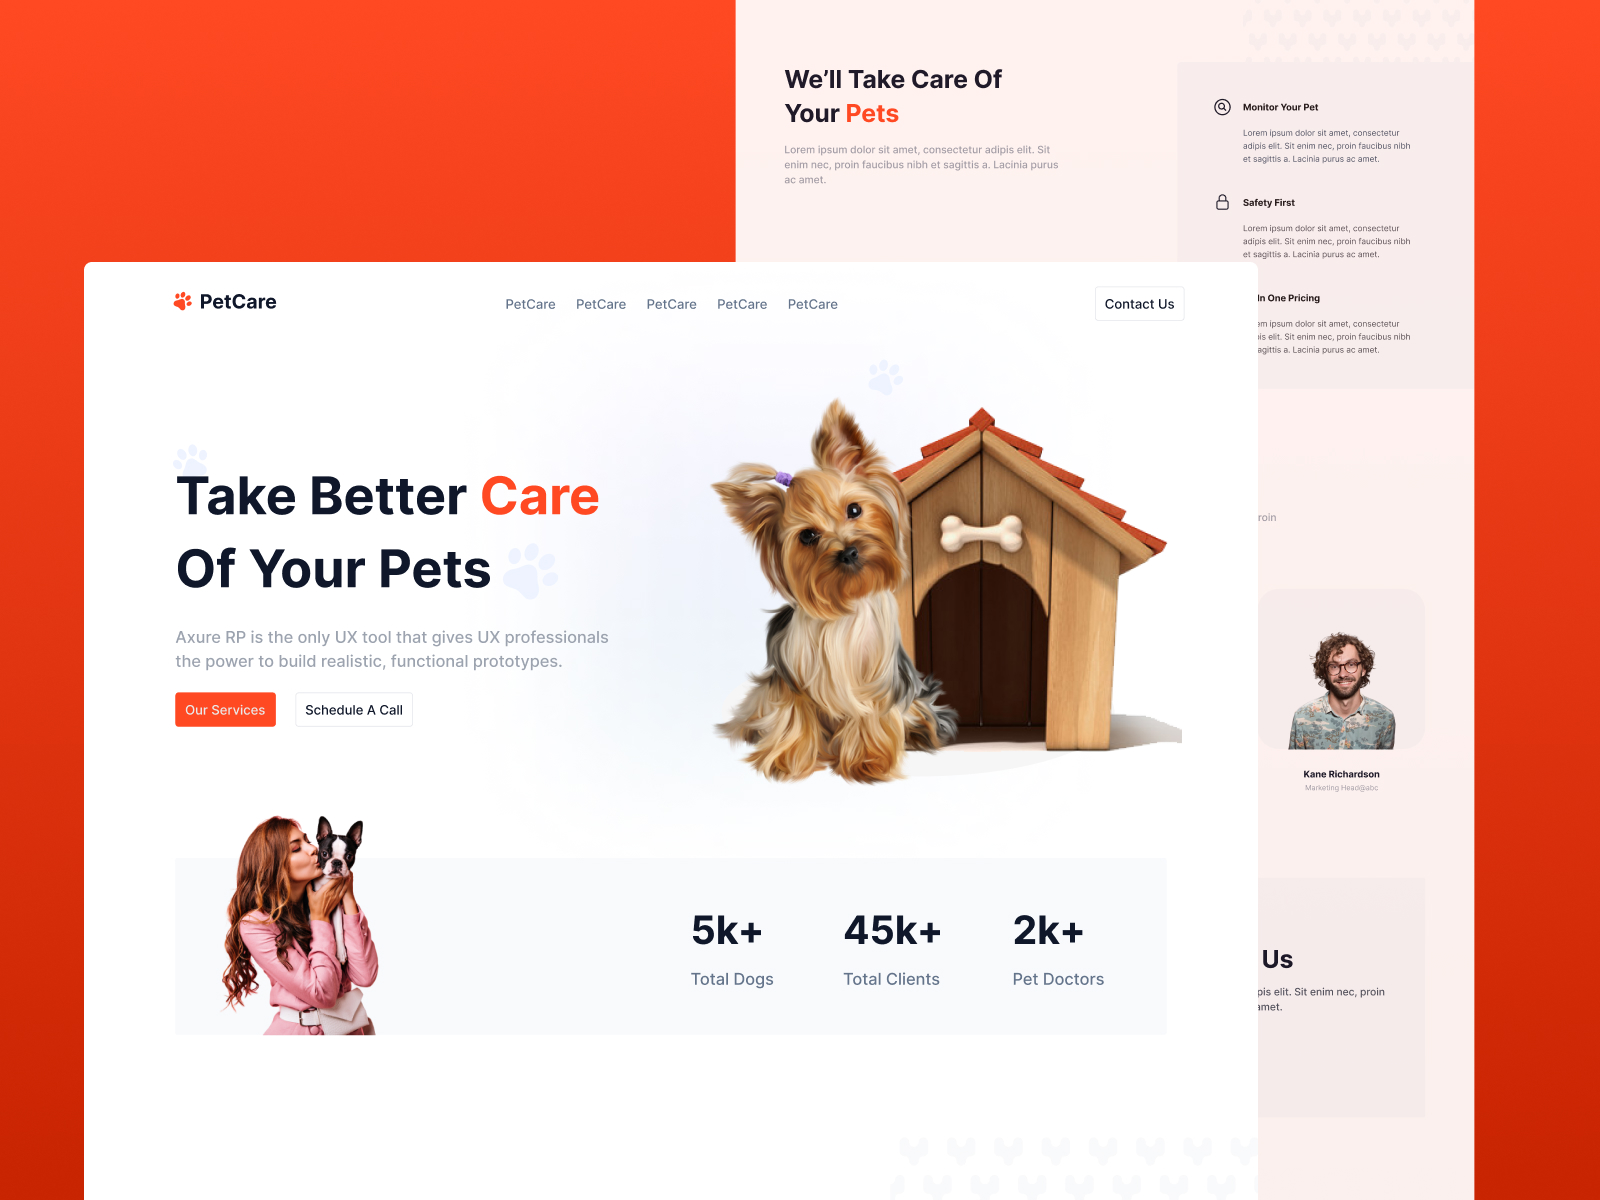 We'll Take Care Of
Your Pets
Lorem ipsum dolor sit amet, consectetur adipis elit. Sit
enim nec, proin faucibus nibh et sagittis a. Lacinia purus
ac amet.
Monitor Your Pet
Lorem ipsum dolor sit amet, consectetur
adipis elit. Sit enim nec, proin faucibus nibh
et sagittis a. Lacinia purus ac amet.
Safety First
Lorem ipsum dolor sit amet, consectetur
adipis elit. Sit enim nec, proin faucibus nibh
et sagittis a. Lacinia purus ac amet.
In One Pricing
em ipsum dolor sit amet, consectetur
is elit. Sit enim nec, proin faucibus nibh
agittis a. Lacinia purus ac amet.
PetCare
PetCare PetCare PetCare PetCare PetCare
Contact Us
Take Better Care
Of Your Pets
Axure RP is the only UX tool that gives UX professionals
the power to build realistic, functional prototypes.
Our Services
Schedule A Call
roin
Kane Richardson
Marketing Head@abc
5k+
Total Dogs
45k+
Total Clients
2k+
Pet Doctors
Us
pis elit. Sit enim nec, proin
amet.